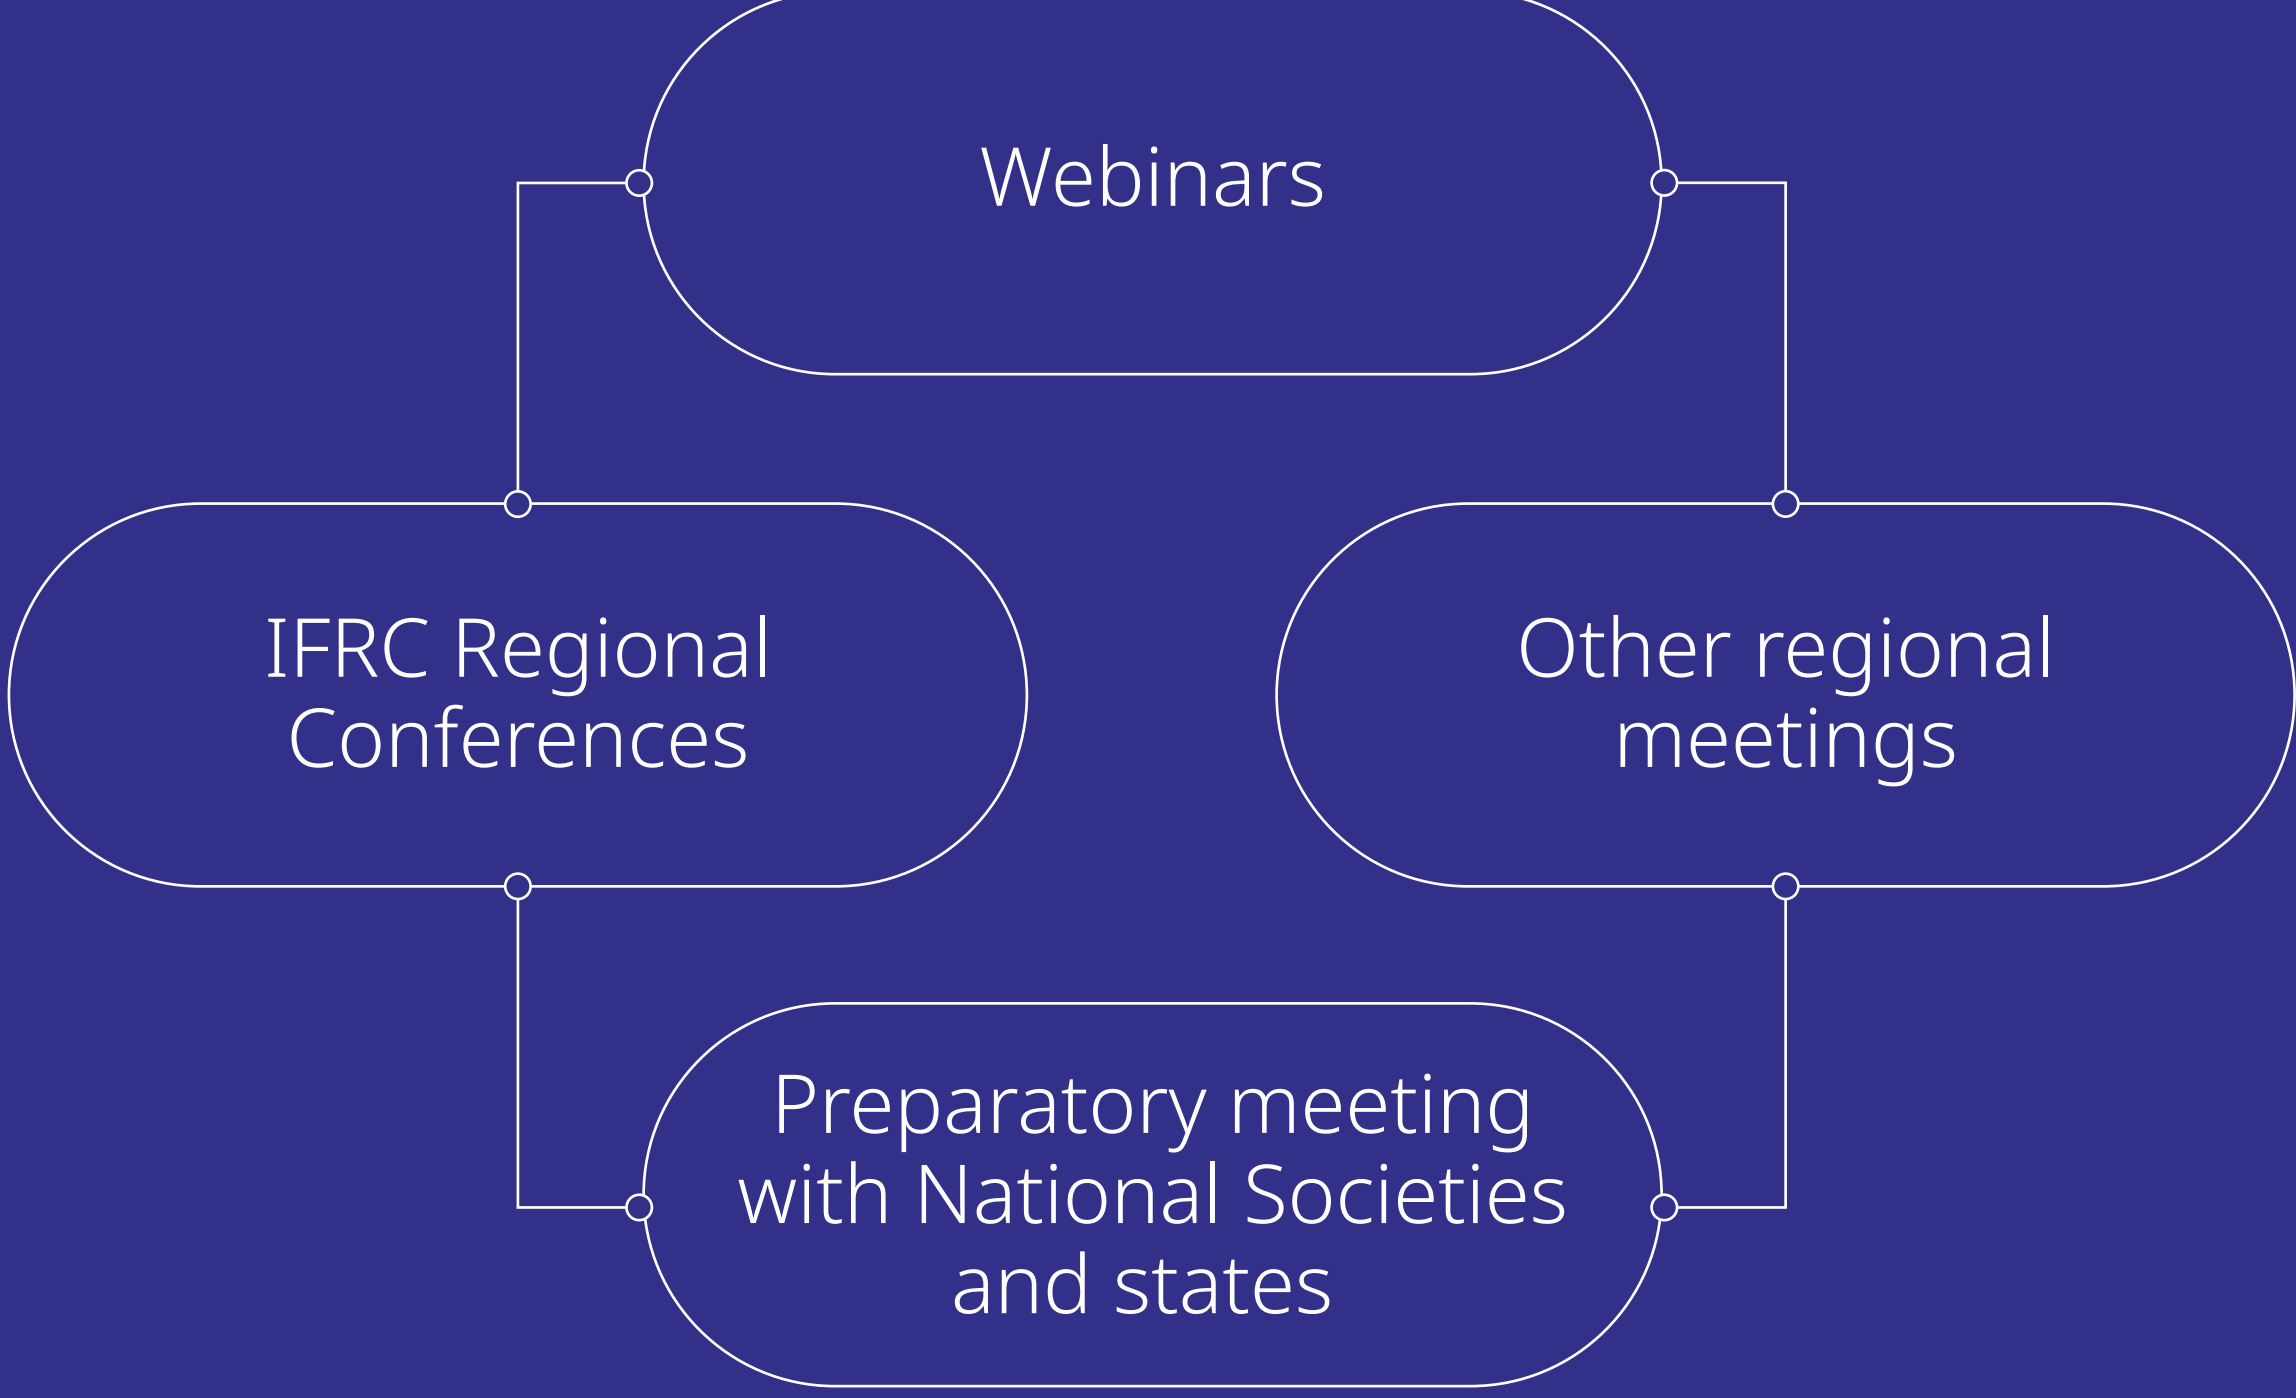 Webinars
IFRC Regional
Conferences
Other regional
meetings
Preparatory meeting
with National Societies
and states